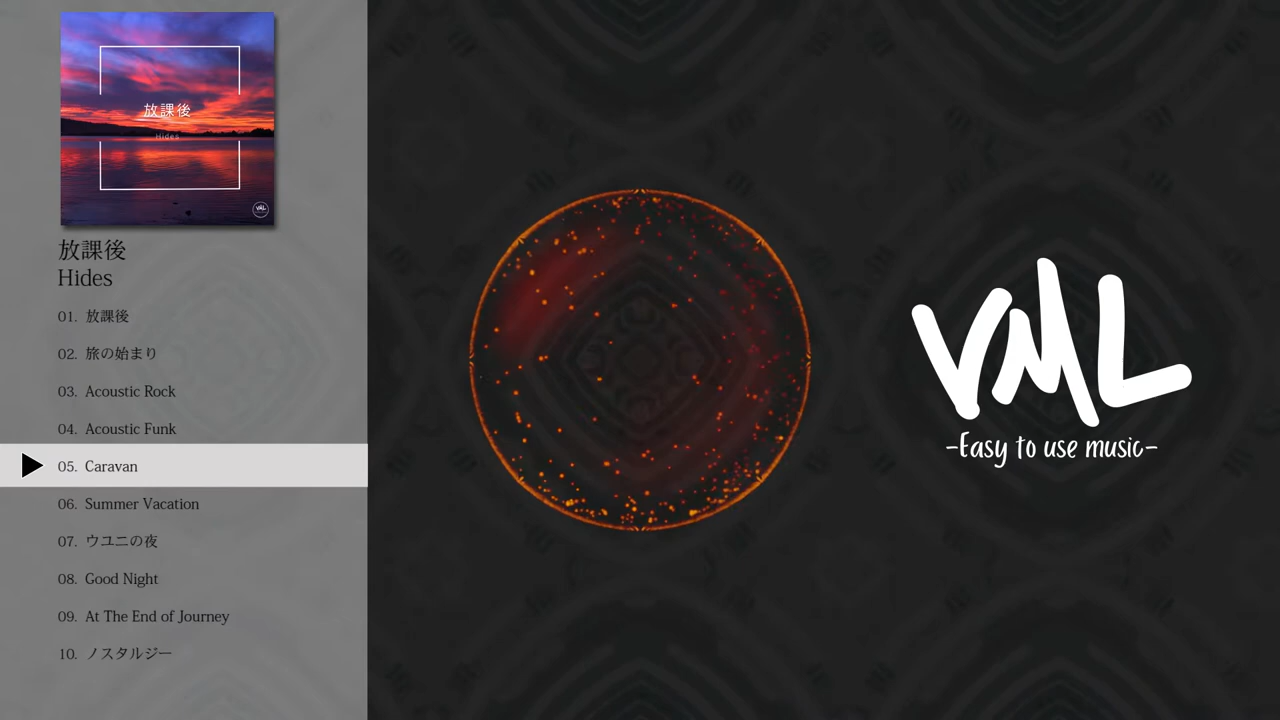 放課後
Hides
VML
放課後
Hides
01. 放課後
02. 旅の始まり
03. Acoustic Rock
04. Acoustic Funk
05. Caravan
06. Summer Vacation
07. ウユニの夜
08. Good Night
09. At The End of Journey
10. ノスタルジー
VML
-Easy to use music-